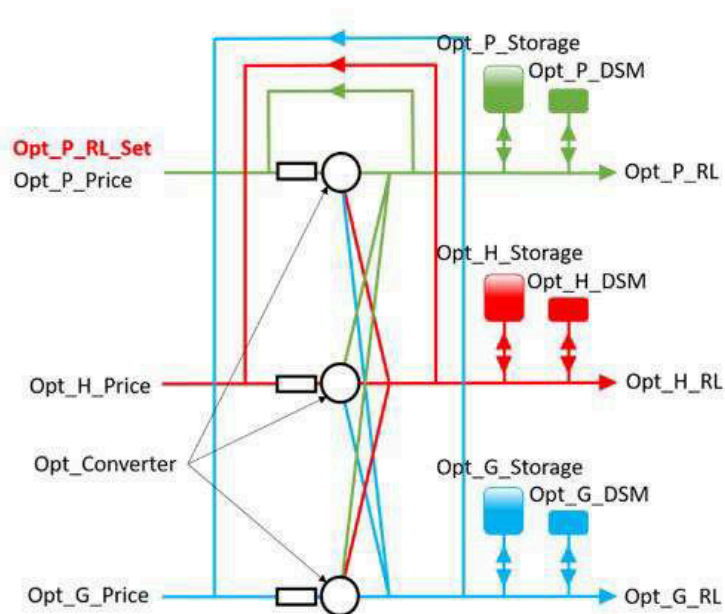 Opt_P_Storage
Opt_P_DSM
Opt_P_RL_Set
Opt_P_Price
Opt_P_RL
Opt_H_Storage
Opt_H_DSM
Opt_H_Price
Opt_H_RL
Opt_Converter
Opt_G_Storage
Opt_G_DSM
Opt_G_Price
Opt_G_RL